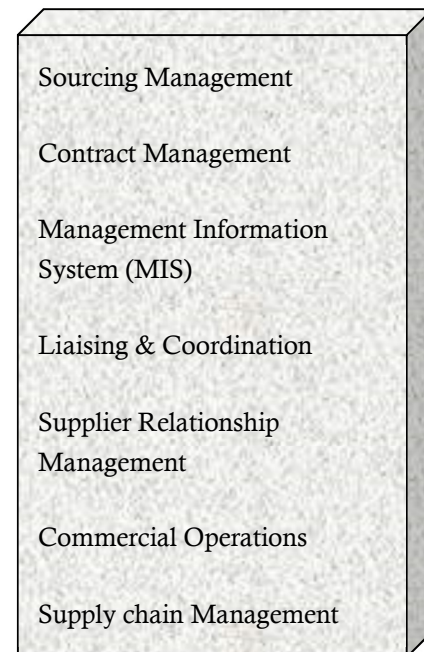 Sourcing Management
Contract Management
Management Information
System (MIS)
Liaising & Coordination
Supplier Relationship
Management
Commercial Operations
Supply chain Management